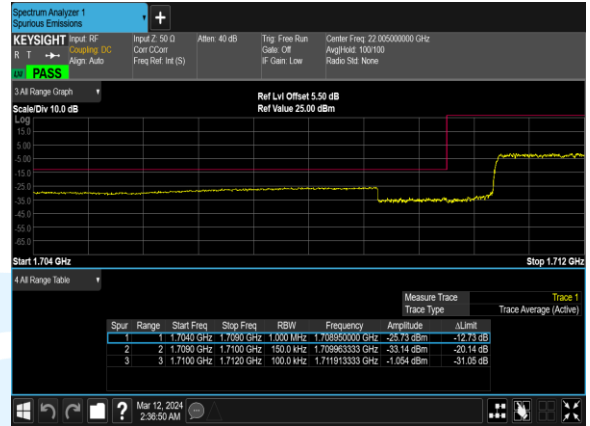 Spectrum Analyzer 1
Spurious Emissions
+
KEYSIGHT Input: RF Input Z: 50 Ω Atten: 40 dB Trig: Free Run Center Freq: 22.005000000 GHz
R T Coupling: DC Corr CCorr Gate: Off Avg|Hold: 100/100
Align: Auto Freq Ref: Int (S) IF Gain: Low Radio Std: None
PASS
3 All Range Graph
Ref Lvl Offset 5.50 dB
Scale/Div 10.0 dB Ref Value 25.00 dBm
Log
15.0
5.00
-5.00
-15.0
-25.0
-35.0
-45.0
-55.0
-65.0
Start 1.704 GHz Stop 1.712 GHz
4 All Range Table
Measure Trace Trace 1
Trace Type Trace Average (Active)
Spur Range Start Freq Stop Freq RBW Frequency Amplitude ΔLimit
1 1 1.7040 GHz 1.7090 GHz 1.000 MHz 1.708950000 GHz -25.73 dBm -12.73 dB
2 2 1.7090 GHz 1.7100 GHz 150.0 kHz 1.709963333 GHz -33.14 dBm -20.14 dB
3 3 1.7100 GHz 1.7120 GHz 100.0 kHz 1.711913333 GHz -1.054 dBm -31.05 dB
? Mar 12, 2024
2:36:50 AM